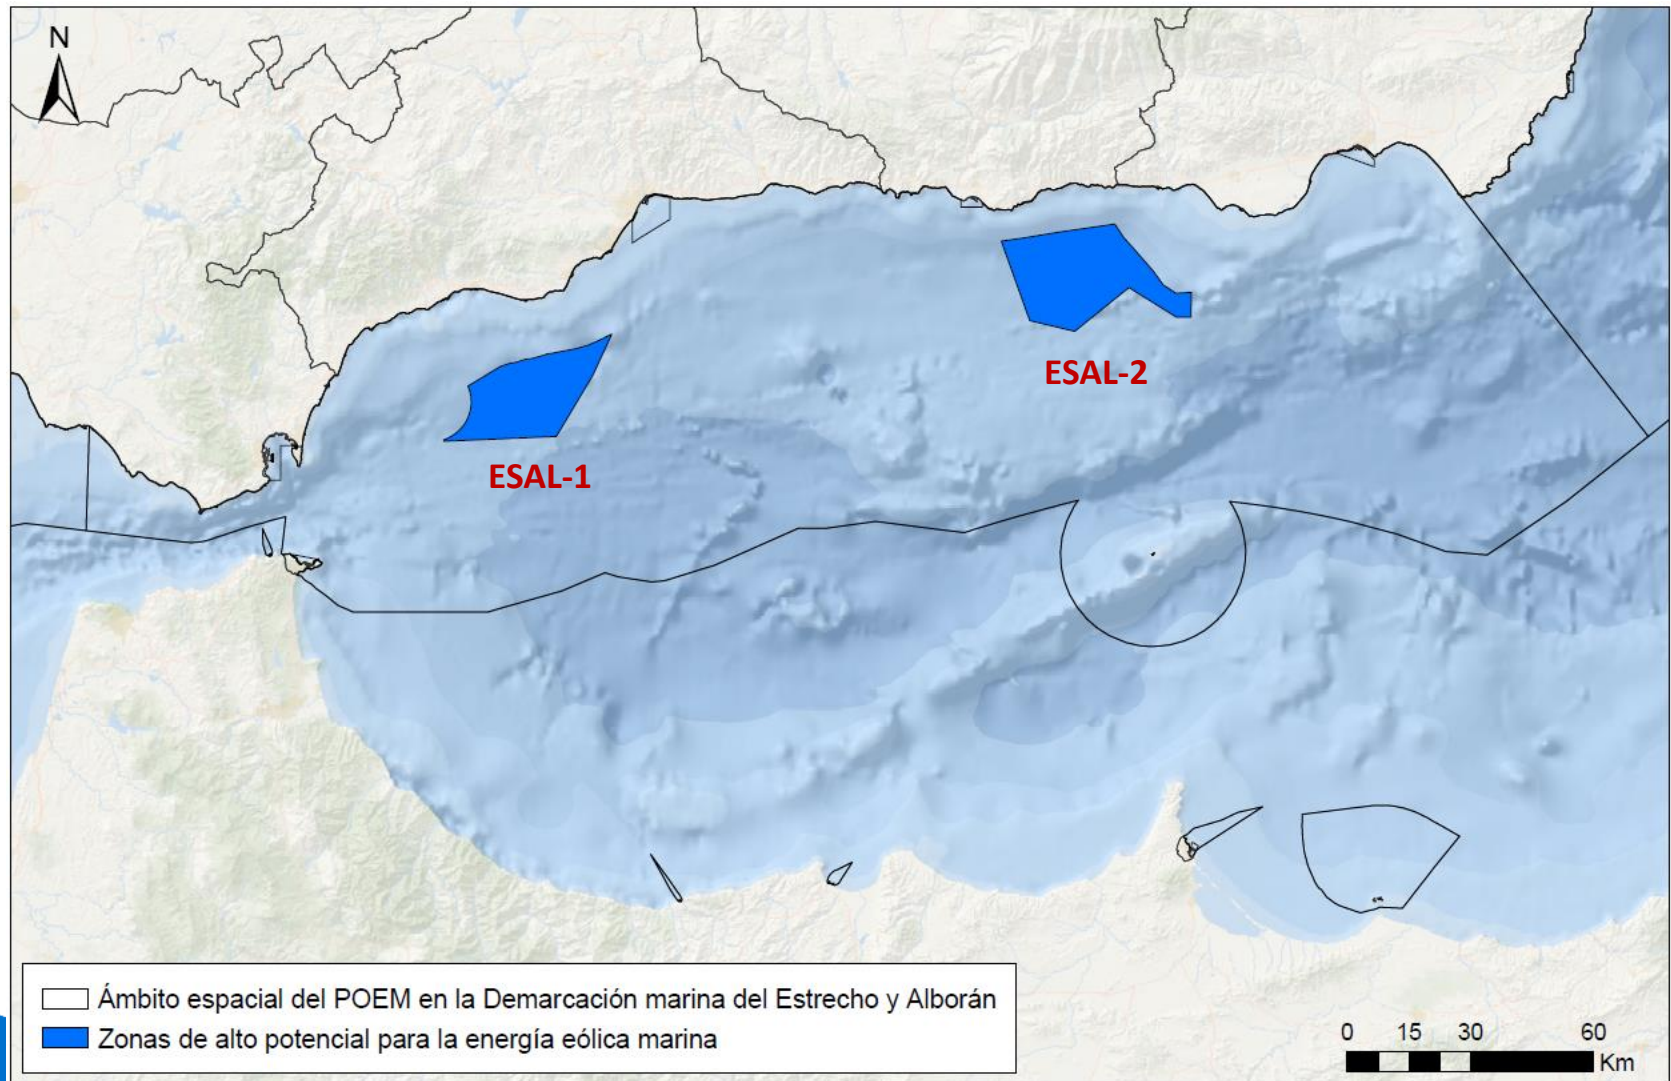 N
ESAL-2
ESAL-1
Ámbito espacial del POEM en la Demarcación marina del Estrecho y Alborán
Zonas de alto potencial para la energía eólica marina
0 15 30 60
Km